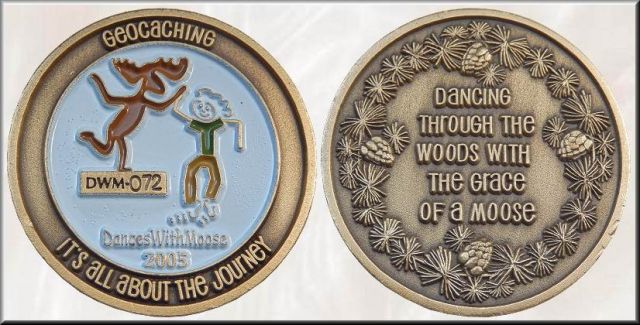 GEOCACHING
DWM-072
DancesWithMoose
2005
IT'S ALL ABOUT THE JOURNEY
DANCING
THROUGH THE
WOODS WITH
THE GRACE
OF A MOOSE